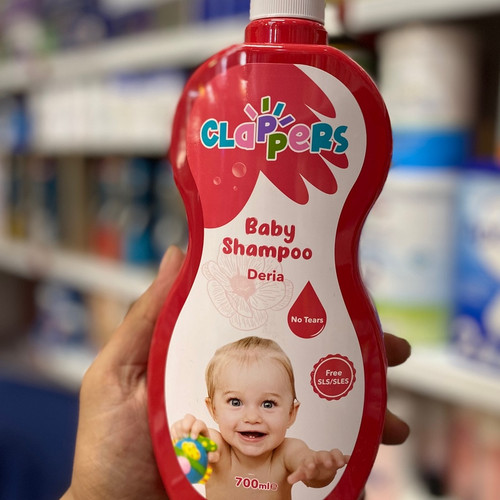 CLAPPERS
Baby
Shampoo
Deria
No Tears
Free
SLS/SLES
700ml℮